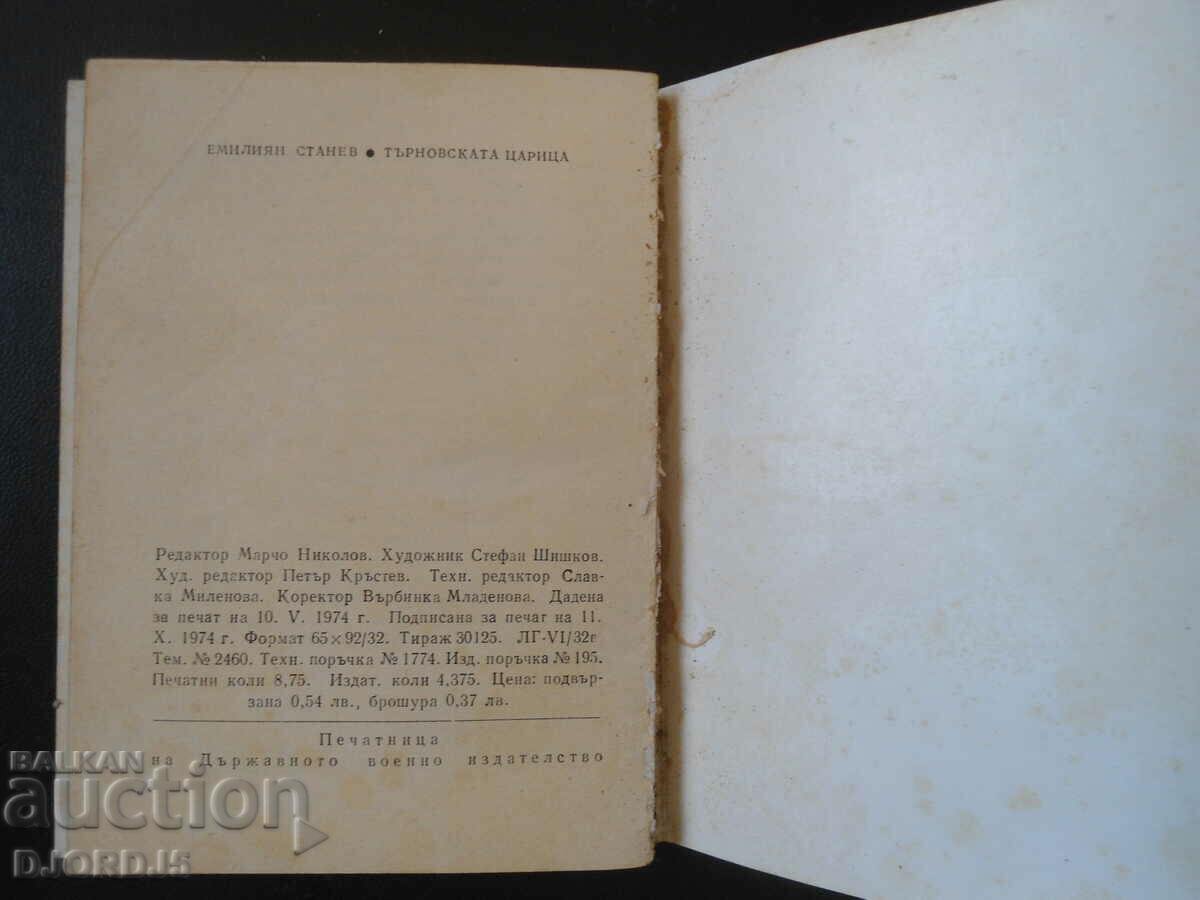 ЕМИЛИЯН СТАНЕВ ● ТЪРНОВСКАТА ЦАРИЦА
Редактор Марчо Николов. Художник Стефан Шишков.
Худ. редактор Петър Кръстев. Техн. редактор Слав-
ка Миленова. Коректор Върбинка Младенова. Дадена
за печат на 10. V. 1974 г. Подписана за печат на 11.
X. 1974 г. Формат 65×92/32. Тираж 30125. ЛГ-VI/32г
Тем. № 2460. Техн. поръчка № 1774. Изд. поръчка № 195.
Печатни коли 8,75. Издат. коли 4,375. Цена: подвър-
зана 0,54 лв., брошура 0,37 лв.
Печатница
на Държавното военно издателство
BALKAN
auction
DJORD.15